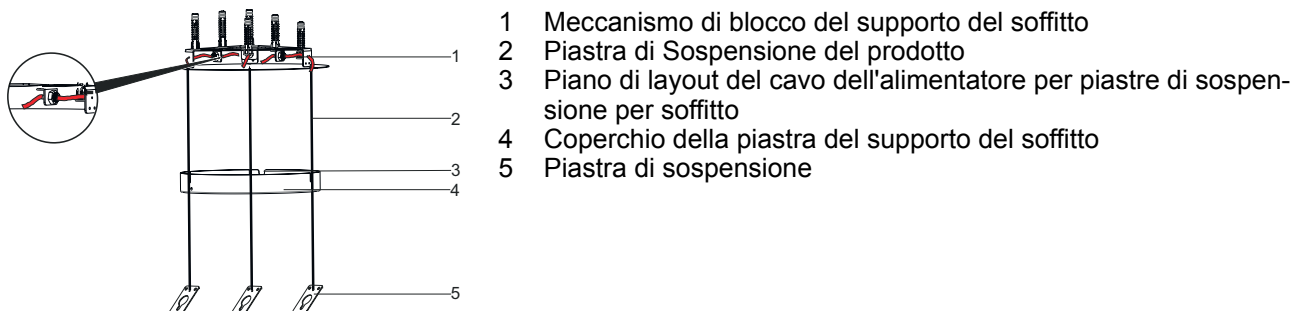 1
2
3
4
5
1 Meccanismo di blocco del supporto del soffitto
2 Piastra di Sospensione del prodotto
3 Piano di layout del cavo dell'alimentatore per piastre di sospen-
sione per soffitto
4 Coperchio della piastra del supporto del soffitto
5 Piastra di sospensione